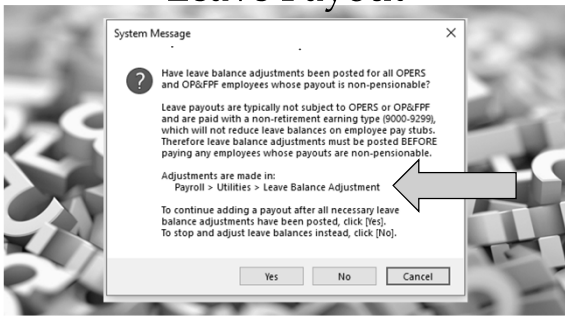 Leave Payout
System Message
Have leave balance adjustments been posted for all OPERS
and OP&FPF employees whose payout is non-pensionable?
Leave payouts are typically not subject to OPERS or OP&FPF
and are paid with a non-retirement earning type (9000-9299),
which will not reduce leave balances on employee pay stubs.
Therefore leave balance adjustments must be posted BEFORE
paying any employees whose payouts are non-pensionable.
Adjustments are made in:
Payroll > Utilities > Leave Balance Adjustment
To continue adding a payout after all necessary leave
balance adjustments have been posted, click [Yes].
To stop and adjust leave balances instead, click [No].
Yes
No
Cancel